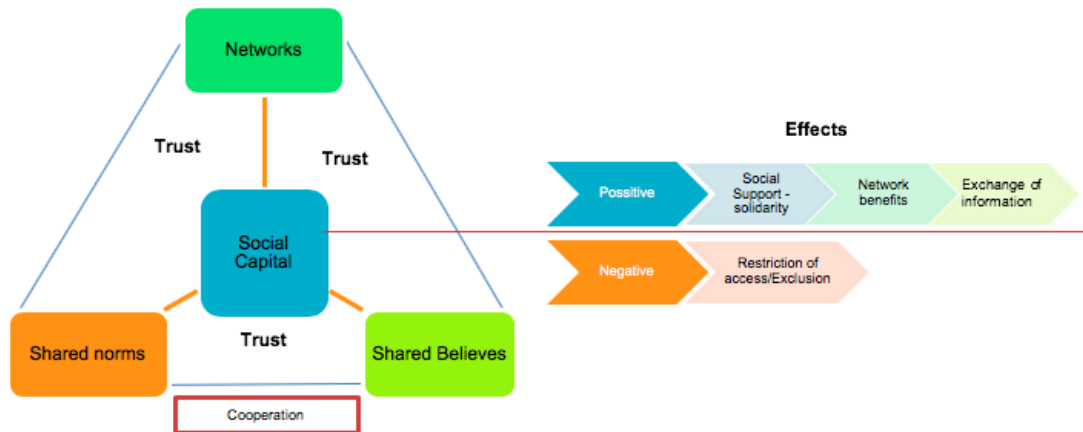 Networks
Trust
Trust
Social
Capital
Trust
Shared norms
Shared Believes
Cooperation
Effects
Possitive
Social
Support -
solidarity
Network
benefits
Exchange of
information
Negative
Restriction of
access/Exclusion